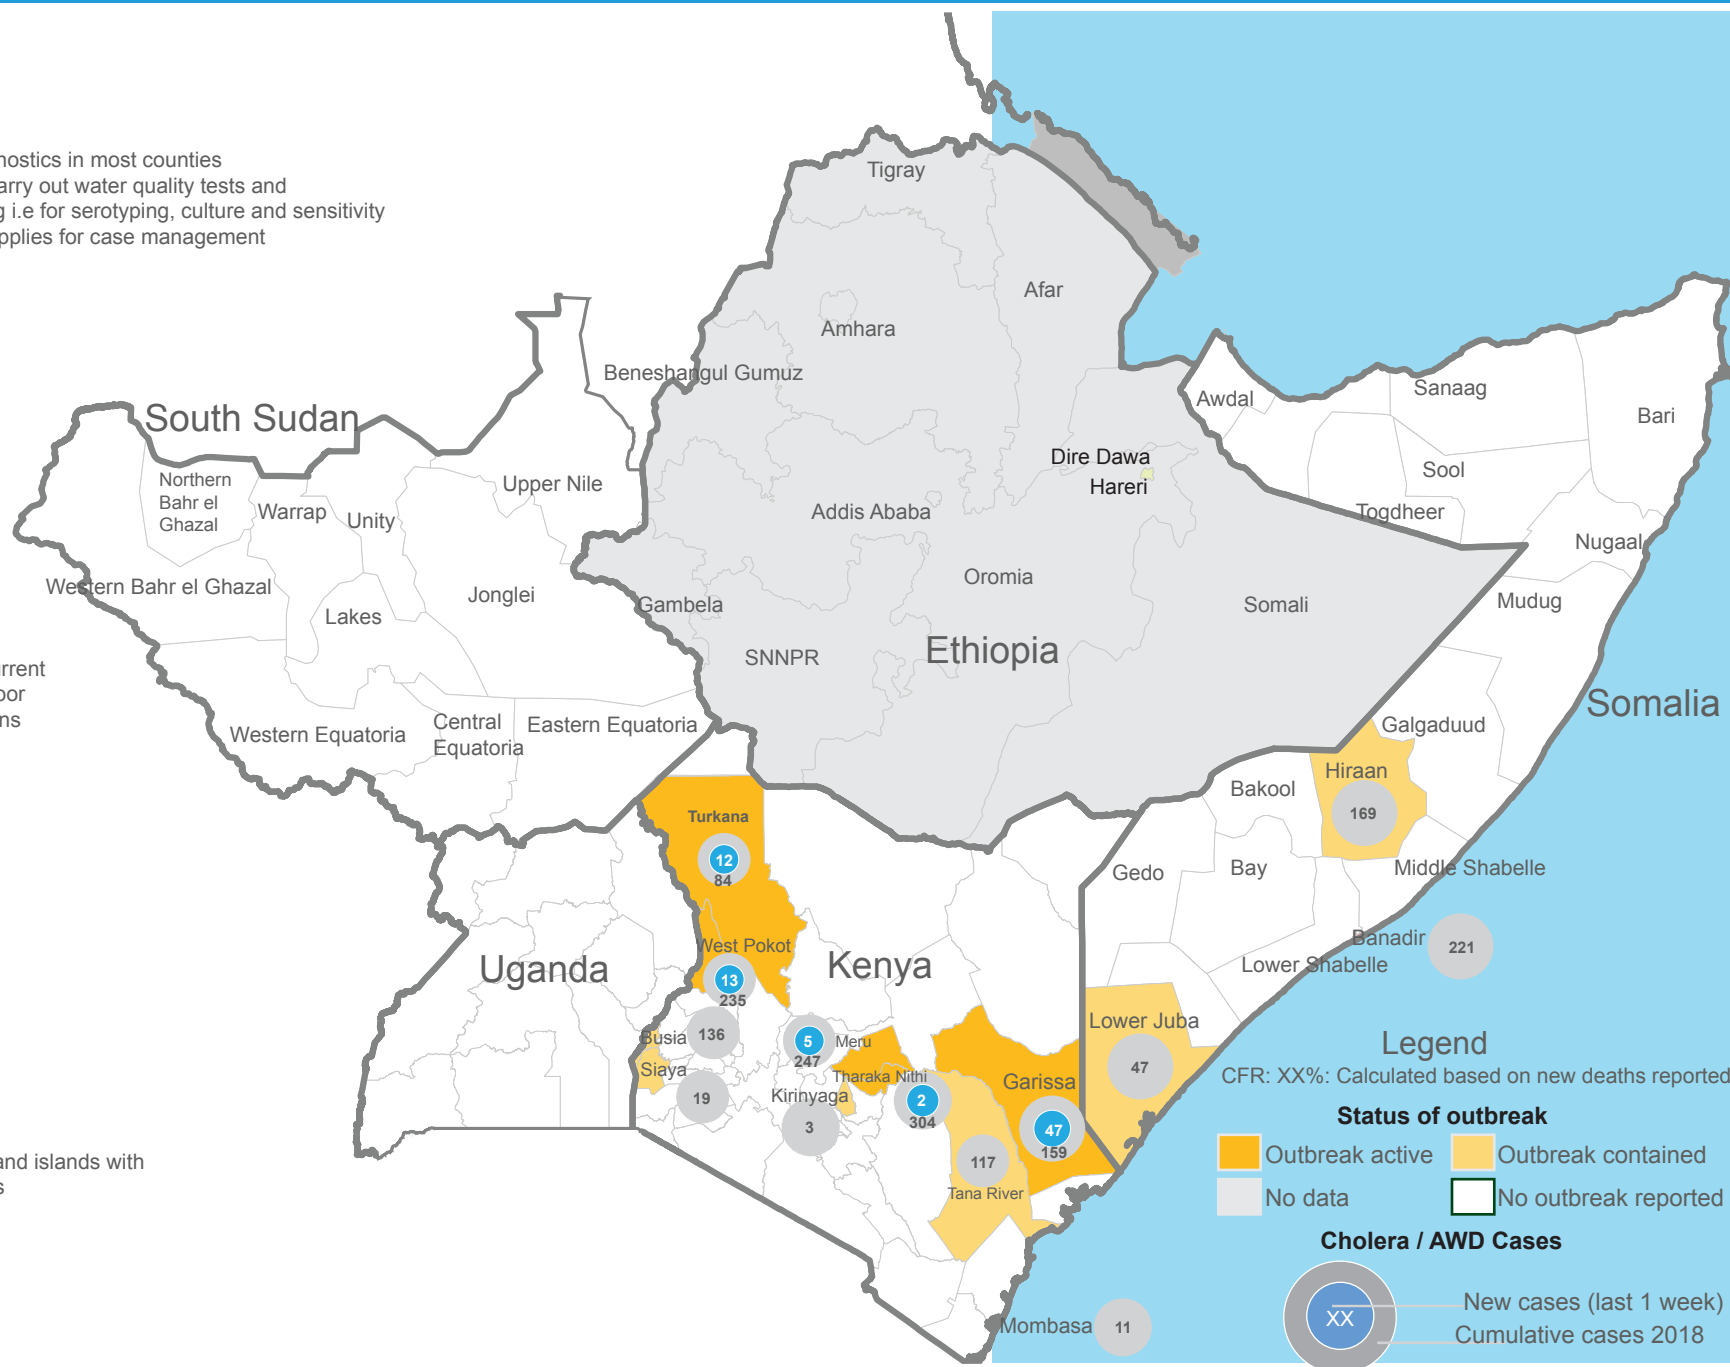 nostics in most counties
arry out water quality tests and
g i.e for serotyping, culture and sensitivity
pplies for case management
Tigray
Afar
Amhara
Beneshangul Gumuz
Awdal
Sanaag
Bari
South Sudan
Dire Dawa
Hareri
Sool
Northern
Bahr el
Ghazal
Warrap
Unity
Upper Nile
Addis Ababa
Togdheer
Nugaal
Western Bahr el Ghazal
Lakes
Jonglei
Gambela
Oromia
Somali
Mudug
SNNPR
Ethiopia
Somalia
urrent
oor
ns
Western Equatoria
Central
Equatoria
Eastern Equatoria
Galgaduud
Hiraan
169
Bakool
Turkana
12
84
Gedo
Bay
Middle Shabelle
West Pokot
13
235
Uganda
Kenya
Banadir
221
Lower Shabelle
Busia
136
5
247
Meru
Lower Juba
47
Siaya
19
Tharaka Nithi
2
304
Kirinyaga
3
Garissa
47
159
117
Tana River
Legend
CFR: XX%: Calculated based on new deaths reported
Status of outbreak
Outbreak active
Outbreak contained
No data
No outbreak reported
and islands with
s
Cholera / AWD Cases
XX
New cases (last 1 week)
Cumulative cases 2018
Mombasa
11